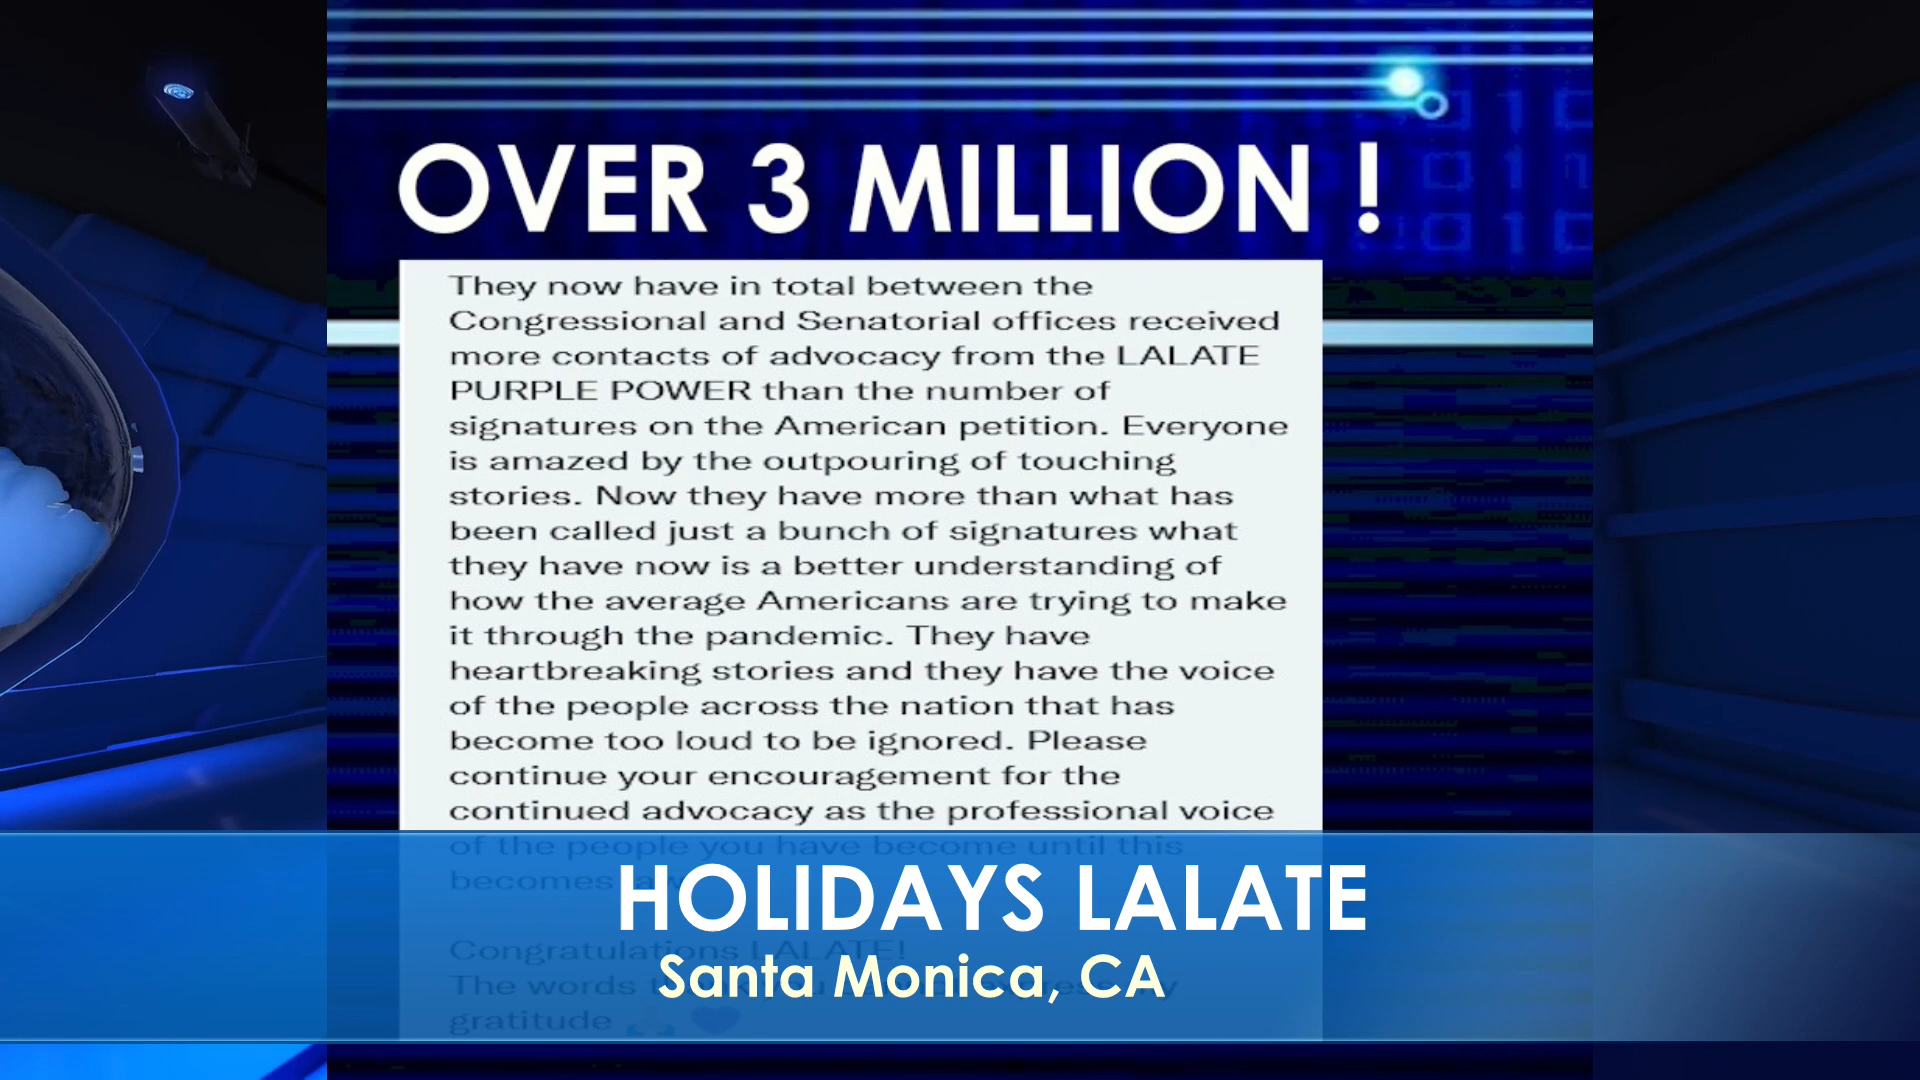 OVER 3 MILLION !
They now have in total between the
Congressional and Senatorial offices received
more contacts of advocacy from the LALATE
PURPLE POWER than the number of
signatures on the American petition. Everyone
is amazed by the outpouring of touching
stories. Now they have more than what has
been called just a bunch of signatures what
they have now is a better understanding of
how the average Americans are trying to make
it through the pandemic. They have
heartbreaking stories and they have the voice
of the people across the nation that has
become too loud to be ignored. Please
continue your encouragement for the
continued advocacy as the professional voice
of the people you have become until this
becomes
HOLIDAYS LALATE
Congratulations LALATE!
Santa Monica, CA
The words
gratitude